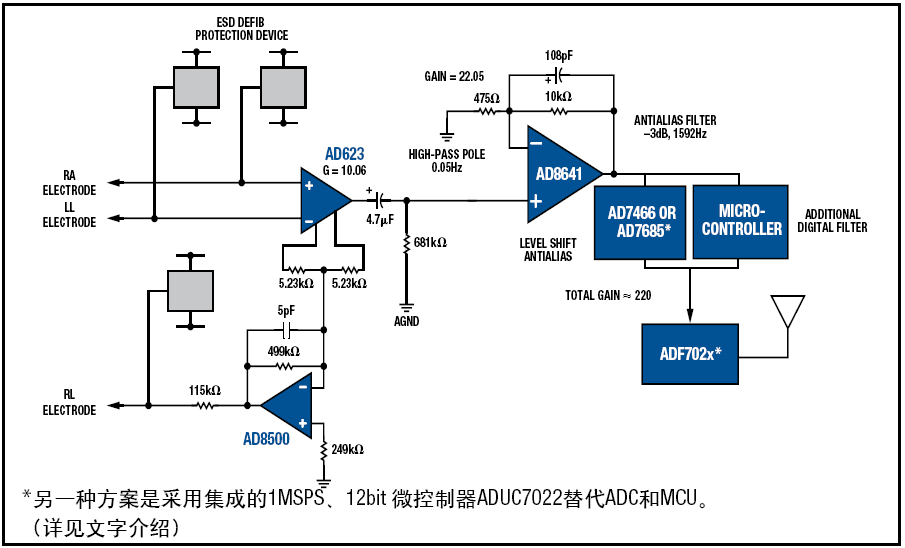 ESD DEFIB
PROTECTION DEVICE
108pF
+
GAIN = 22.05
475Ω
10kΩ
ANTIALIAS FILTER
–3dB, 1592Hz
HIGH-PASS POLE
0.05Hz
AD623
G = 10.06
AD8641
–
+
RA
ELECTRODE
LL
ELECTRODE
+
–
+
4.7µF
AD7466 OR
AD7685*
MICRO-
CONTROLLER
ADDITIONAL
DIGITAL FILTER
681kΩ
LEVEL SHIFT
ANTIALIAS
5.23kΩ
5.23kΩ
TOTAL GAIN ≈ 220
5pF
AGND
499kΩ
ADF702x*
115kΩ
–
+
RL
ELECTRODE
AD8500
249kΩ
*另一种方案是采用集成的1MSPS、12bit 微控制器ADUC7022替代ADC和MCU。
（详见文字介绍）